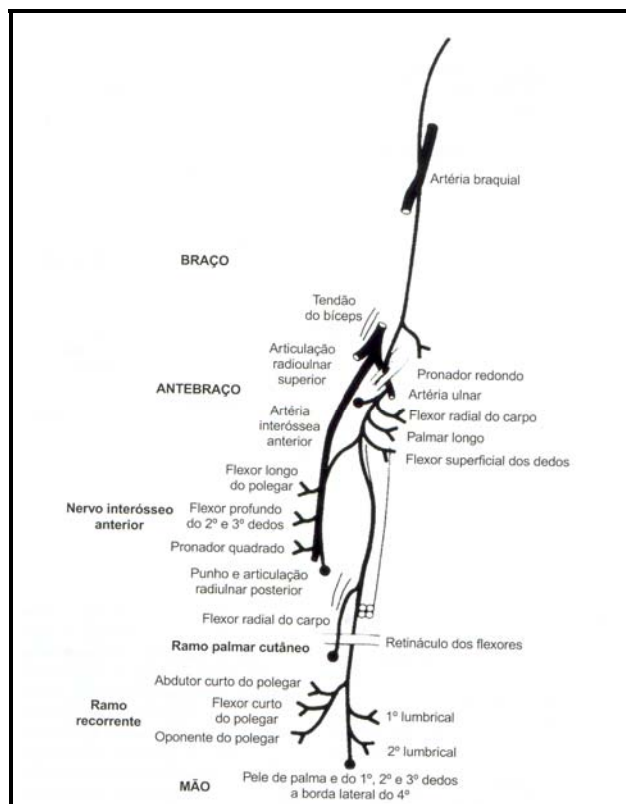 Artéria braquial
BRAÇO
Tendão
do bíceps
Articulação
radioulnar
superior
Pronador redondo
ANTEBRAÇO
Artéria ulnar
Artéria
interóssea
anterior
Flexor radial do carpo
Palmar longo
Flexor superficial dos dedos
Flexor longo
do polegar
Nervo interósseo
anterior
Flexor profundo
do 2º e 3º dedos
Pronador quadrado
Punho e articulação
radiulnar posterior
Flexor radial do carpo
Ramo palmar cutâneo
Retináculo dos flexores
Abdutor curto do polegar
Ramo
recorrente
Flexor curto
do polegar
Oponente do polegar
1º lumbrical
2º lumbrical
MÃO
Pele de palma e do 1º, 2º e 3º dedos
a borda lateral do 4º